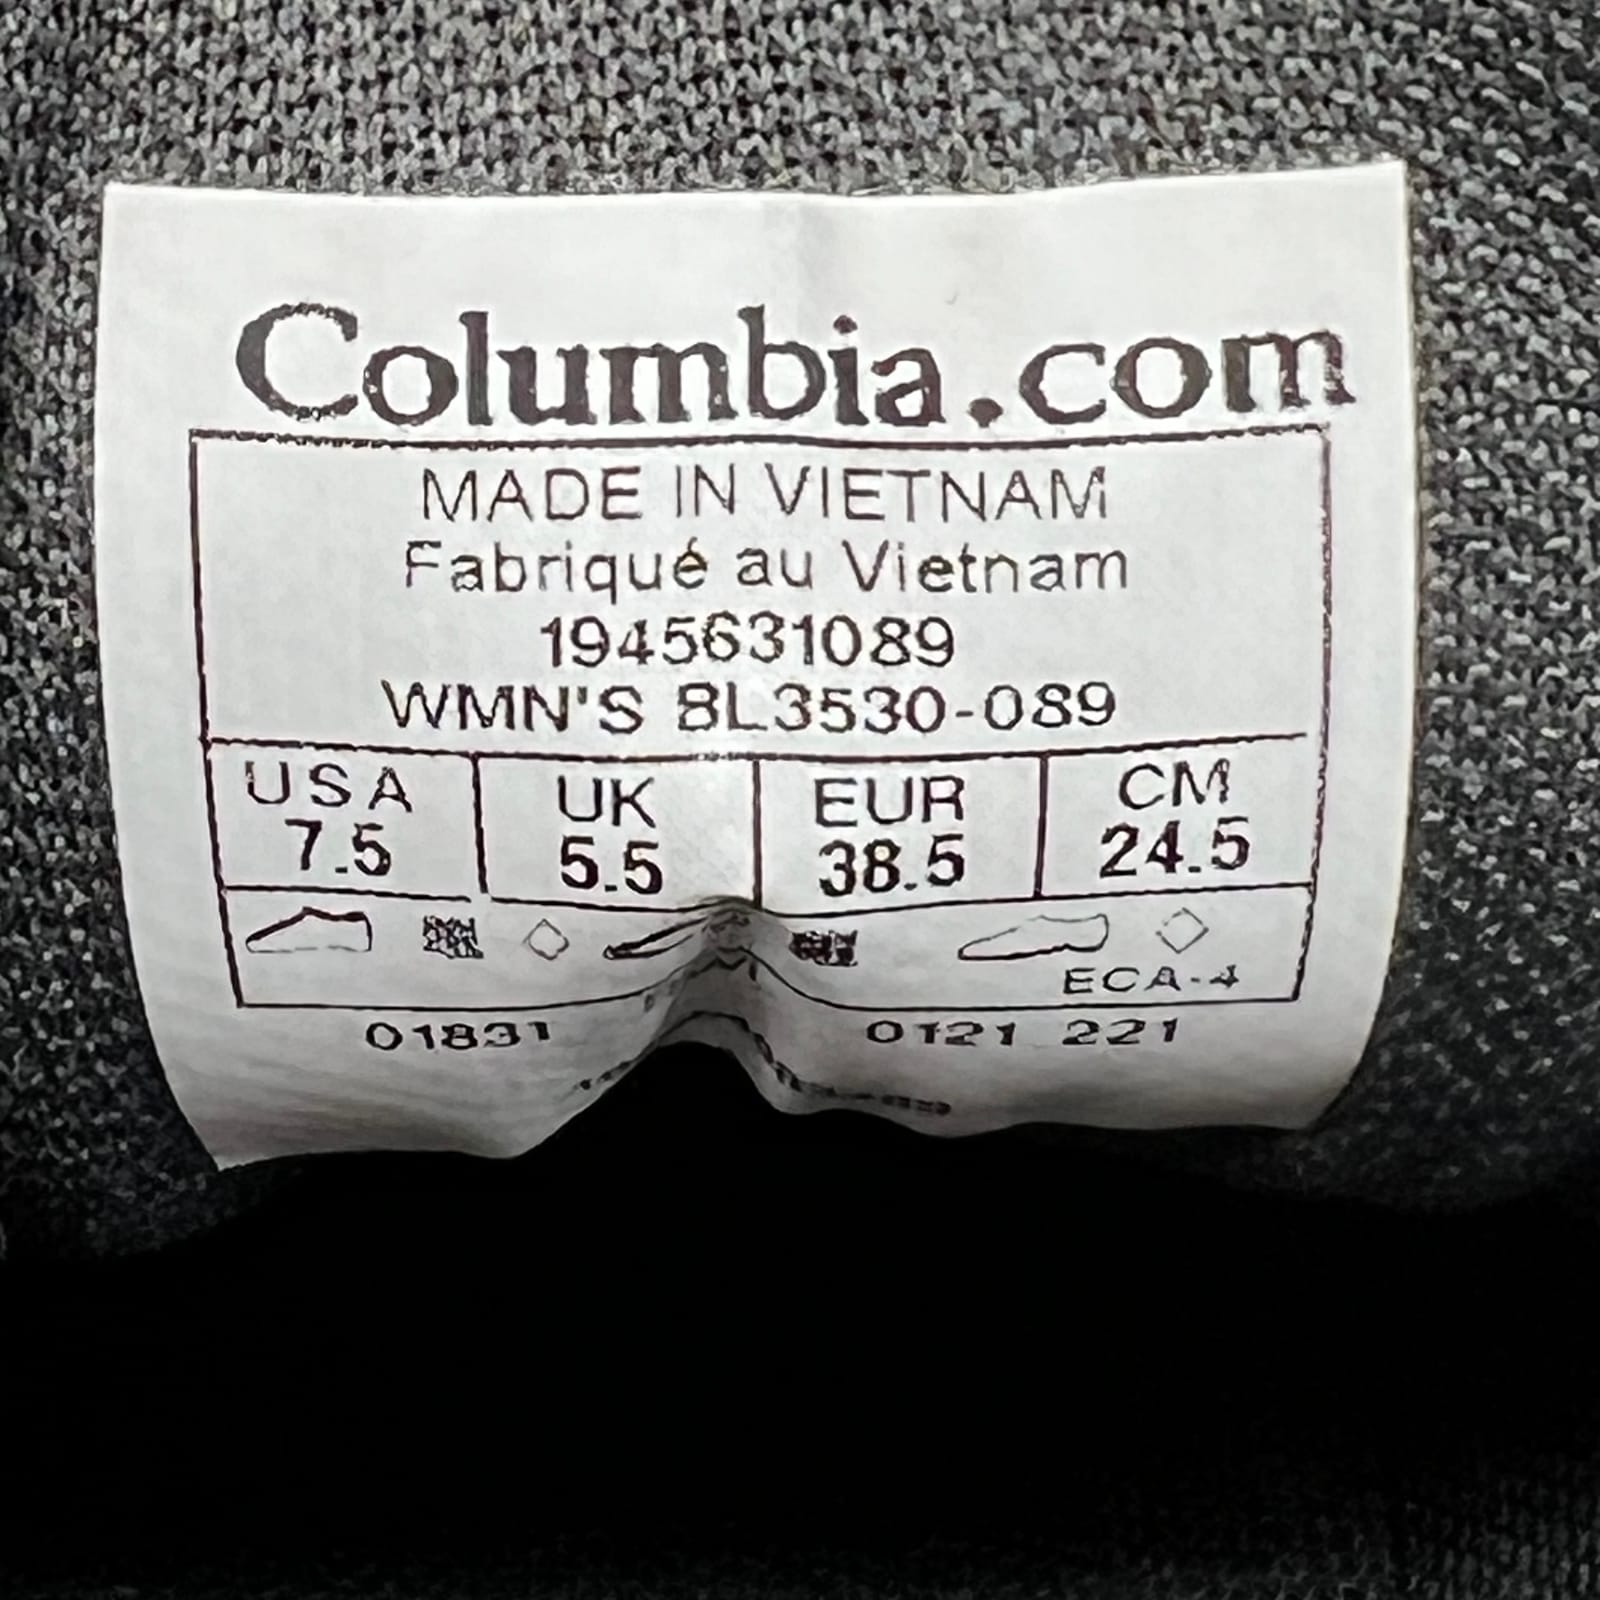 Columbia.com
MADE IN VIETNAM
Fabriqué au Vietnam
1945631089
WMN'S BL3530-089
USA UK EUR CM
7.5 5.5 38.5 24.5
ECA-4
01831 0121 221